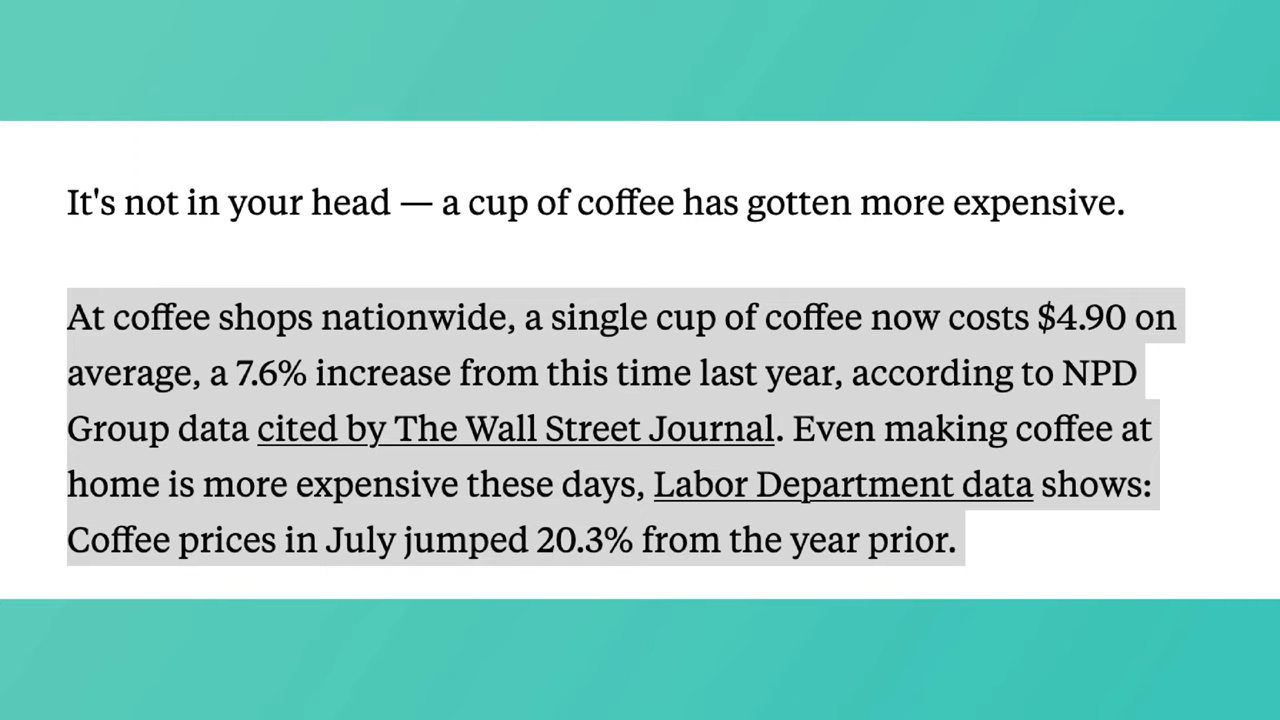 It's not in your head — a cup of coffee has gotten more expensive.
At coffee shops nationwide, a single cup of coffee now costs $4.90 on
average, a 7.6% increase from this time last year, according to NPD
Group data cited by The Wall Street Journal. Even making coffee at
home is more expensive these days, Labor Department data shows:
Coffee prices in July jumped 20.3% from the year prior.